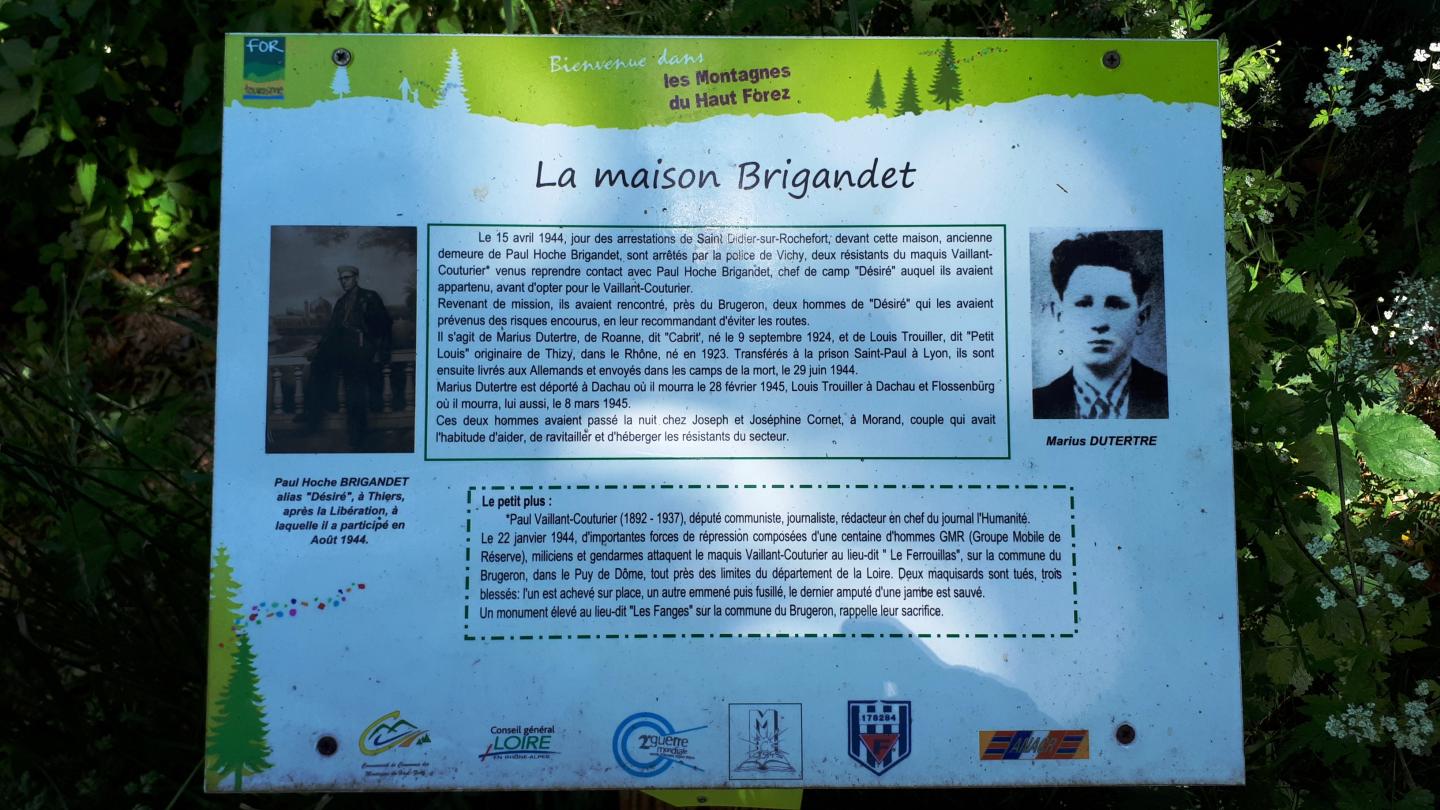 FOR
tourisme
Bienvenue dans
les Montagnes
du Haut Forez
La maison Brigandet
Le 15 avril 1944, jour des arrestations de Saint Didier-sur-Rochefort, devant cette maison, ancienne
demeure de Paul Hoche Brigandet, sont arrêtés par la police de Vichy, deux résistants du maquis Vaillant-
Couturier* venus reprendre contact avec Paul Hoche Brigandet, chef de camp "Désiré" auquel ils avaient
appartenu, avant d'opter pour le Vaillant-Couturier.
Revenant de mission, ils avaient rencontré, près du Brugeron, deux hommes de "Désiré" qui les avaient
prévenus des risques encourus, en leur recommandant d'éviter les routes.
Il s'agit de Marius Dutertre, de Roanne, dit "Cabrit', né le 9 septembre 1924, et de Louis Trouiller, dit "Petit
Louis" originaire de Thizy, dans le Rhône, né en 1923. Transférés à la prison Saint-Paul à Lyon, ils sont
ensuite livrés aux Allemands et envoyés dans les camps de la mort, le 29 juin 1944.
Marius Dutertre est déporté à Dachau où il mourra le 28 février 1945, Louis Trouiller à Dachau et Flossenbürg
où il mourra, lui aussi, le 8 mars 1945.
Ces deux hommes avaient passé la nuit chez Joseph et Joséphine Cornet, à Morand, couple qui avait
l'habitude d'aider, de ravitailler et d'héberger les résistants du secteur.
Marius DUTERTRE
Paul Hoche BRIGANDET
alias "Désiré", à Thiers,
après la Libération, à
laquelle il a participé en
Août 1944.
Le petit plus :
*Paul Vaillant-Couturier (1892 - 1937), député communiste, journaliste, rédacteur en chef du journal l'Humanité.
Le 22 janvier 1944, d'importantes forces de répression composées d'une centaine d'hommes GMR (Groupe Mobile de
Réserve), miliciens et gendarmes attaquent le maquis Vaillant-Couturier au lieu-dit " Le Ferrouillas", sur la commune du
Brugeron, dans le Puy de Dôme, tout près des limites du département de la Loire. Deux maquisards sont tués, trois
blessés: l'un est achevé sur place, un autre emmené puis fusillé, le dernier amputé d'une jambe est sauvé.
Un monument élevé au lieu-dit "Les Fanges" sur la commune du Brugeron, rappelle leur sacrifice.
Communauté de Communes des
Montagnes du Haut Forez
Conseil général
LOIRE
EN RHÔNE-ALPES
2e guerre
mondiale
M
178284
F
ANACR